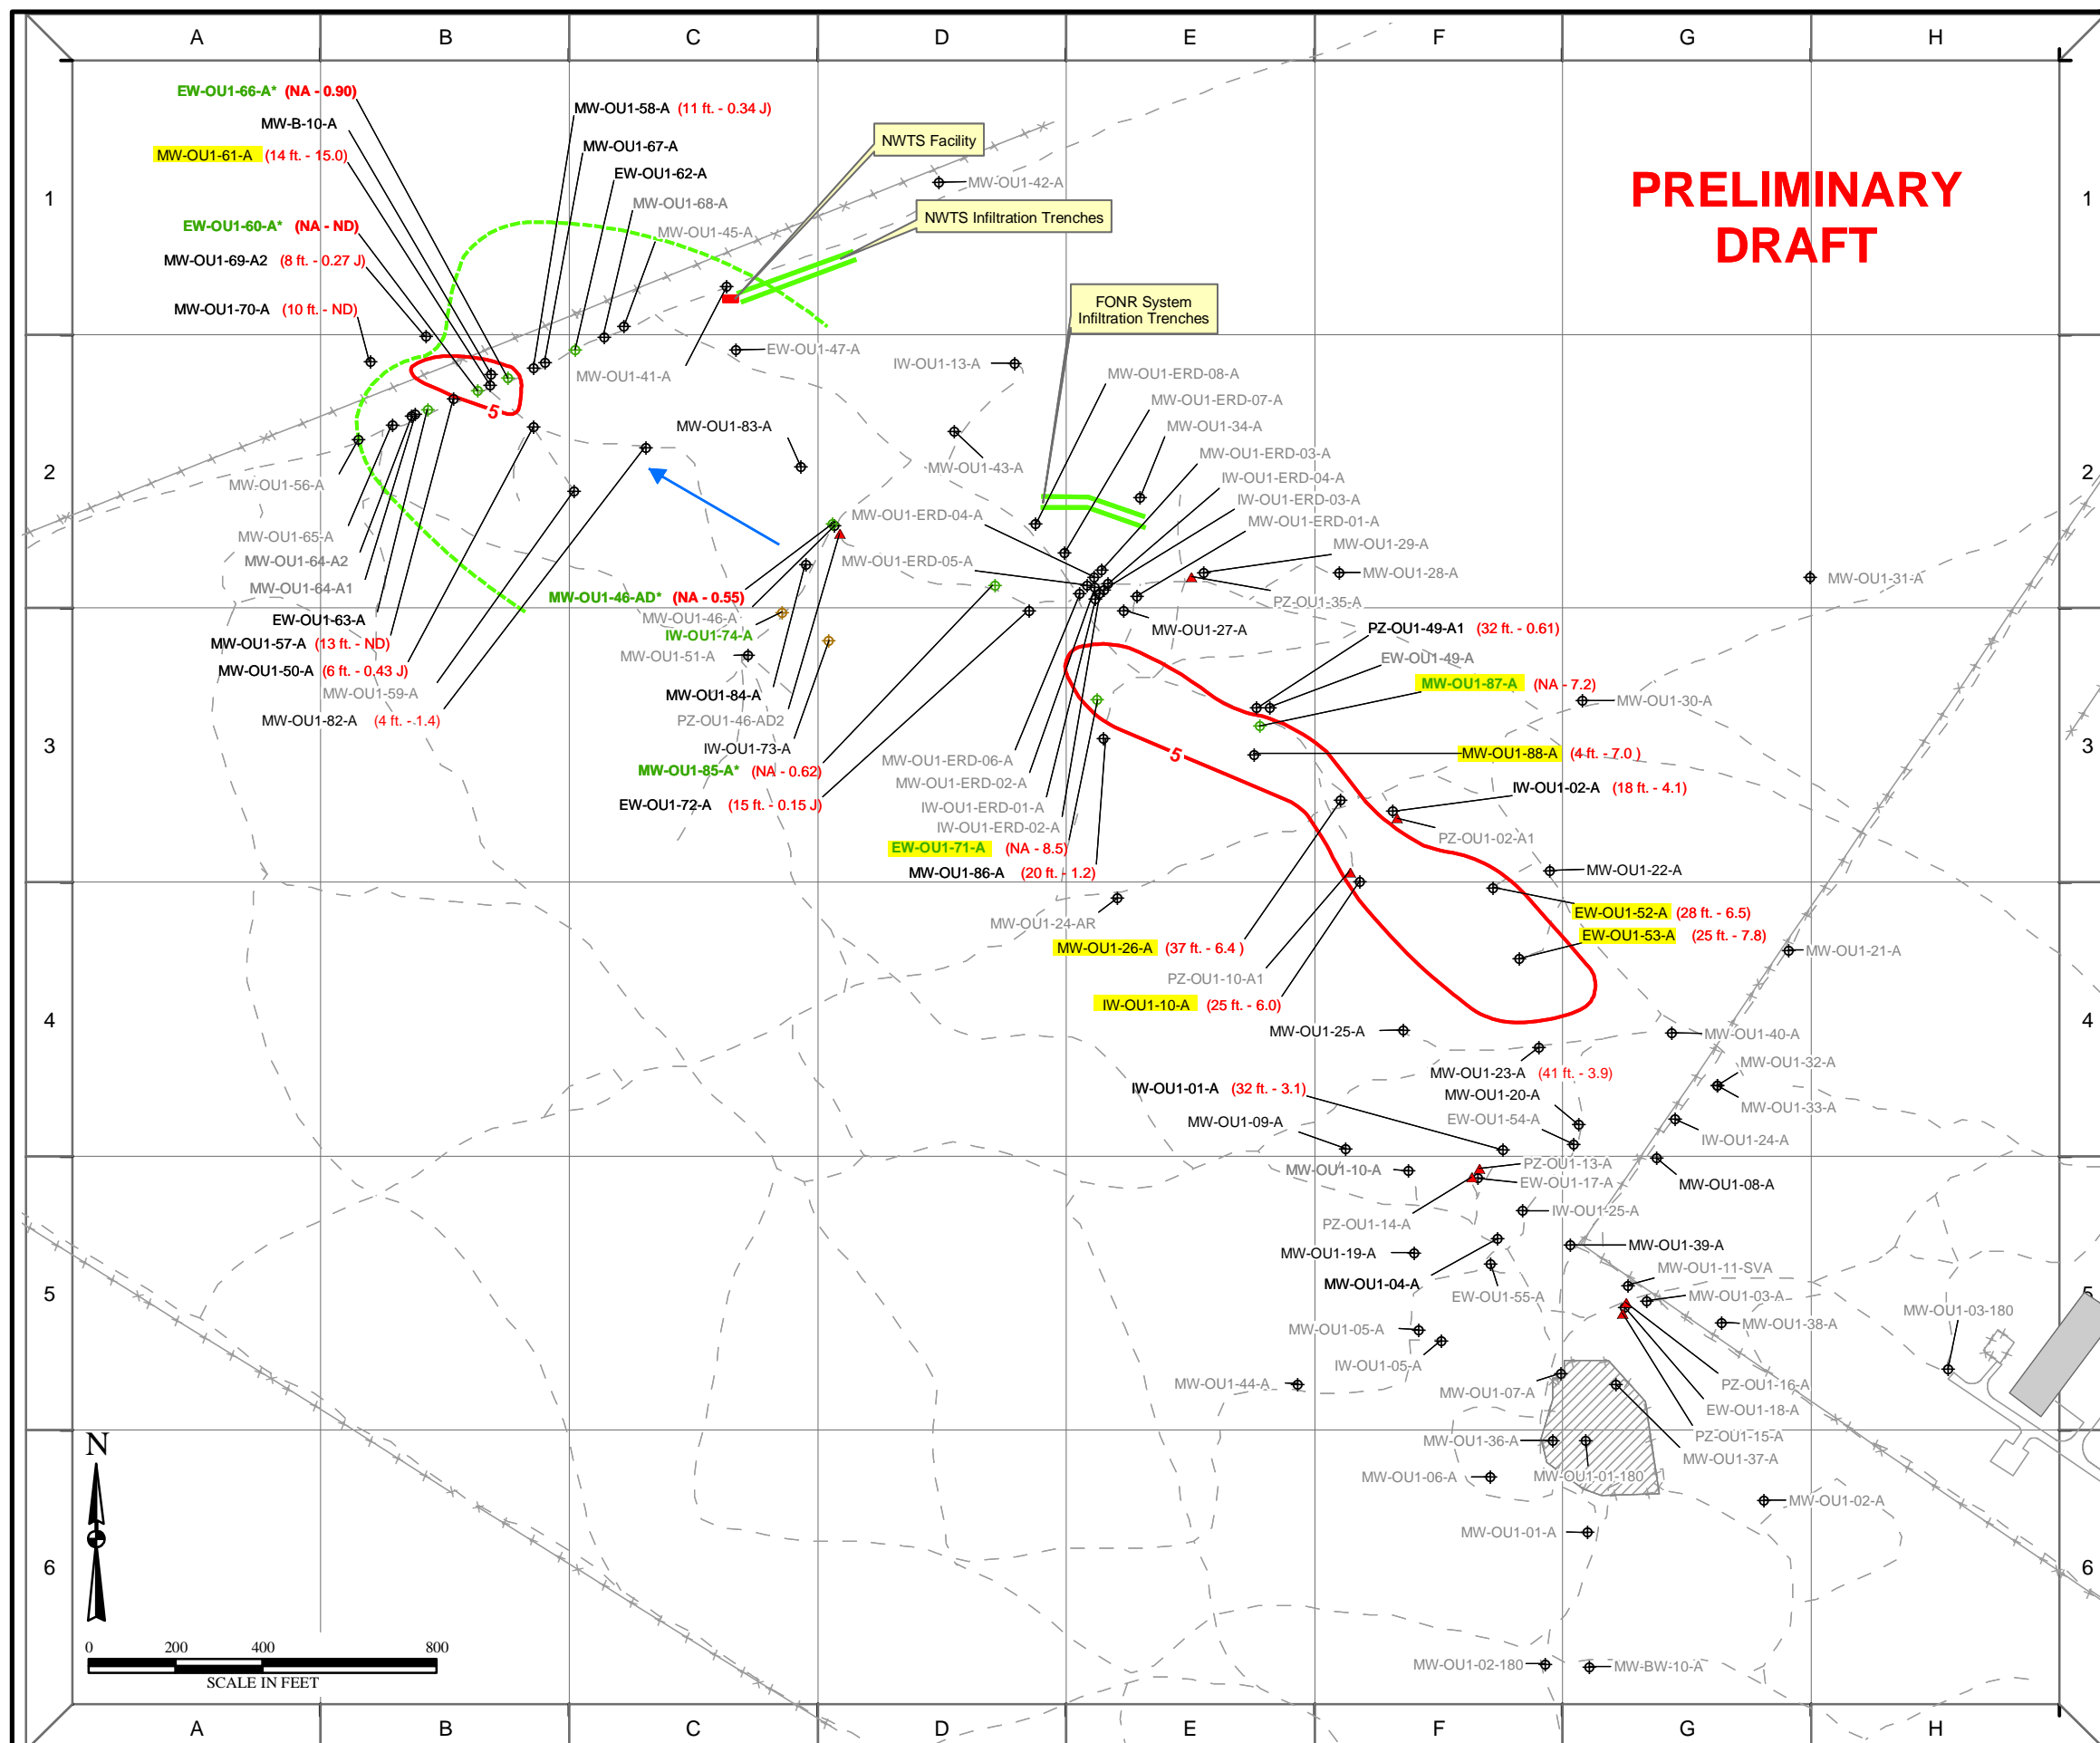 A B C D E F G H
EW-OU1-66-A* (NA - 0.90)
MW-B-10-A
MW-OU1-61-A (14 ft. - 15.0)
EW-OU1-60-A* (NA - ND)
MW-OU1-69-A2 (8 ft. - 0.27 J)
MW-OU1-70-A (10 ft. - ND)
MW-OU1-58-A (11 ft. - 0.34 J)
MW-OU1-67-A
EW-OU1-62-A
MW-OU1-68-A
MW-OU1-45-A
NWTS Facility
MW-OU1-42-A
NWTS Infiltration Trenches
FONR System
Infiltration Trenches
PRELIMINARY
DRAFT
1 1
MW-OU1-41-A
EW-OU1-47-A
IW-OU1-13-A
MW-OU1-ERD-08-A
MW-OU1-ERD-07-A
MW-OU1-34-A
MW-OU1-83-A
MW-OU1-43-A
MW-OU1-ERD-03-A
IW-OU1-ERD-04-A
IW-OU1-ERD-03-A
MW-OU1-ERD-01-A
MW-OU1-29-A
MW-OU1-ERD-04-A
MW-OU1-ERD-05-A
MW-OU1-28-A
MW-OU1-31-A
PZ-OU1-35-A
5
2 2
MW-OU1-56-A
MW-OU1-65-A
MW-OU1-64-A2
MW-OU1-64-A1
EW-OU1-63-A
MW-OU1-57-A (13 ft. - ND)
MW-OU1-50-A (6 ft. - 0.43 J)
MW-OU1-59-A
MW-OU1-82-A (4 ft. - 1.4)
MW-OU1-46-AD* (NA - 0.55)
MW-OU1-46-A
IW-OU1-74-A
MW-OU1-51-A
MW-OU1-84-A
PZ-OU1-46-AD2
IW-OU1-73-A
MW-OU1-85-A* (NA - 0.62)
EW-OU1-72-A (15 ft. - 0.15 J)
MW-OU1-27-A
PZ-OU1-49-A1 (32 ft. - 0.61)
EW-OU1-49-A
MW-OU1-87-A (NA - 7.2)
MW-OU1-30-A
MW-OU1-88-A (4 ft. - 7.0 )
IW-OU1-02-A (18 ft. - 4.1)
PZ-OU1-02-A1
MW-OU1-22-A
5
3 3
MW-OU1-ERD-06-A
MW-OU1-ERD-02-A
IW-OU1-ERD-01-A
IW-OU1-ERD-02-A
EW-OU1-71-A (NA - 8.5)
MW-OU1-86-A (20 ft. - 1.2)
MW-OU1-24-AR
MW-OU1-26-A (37 ft. - 6.4 )
PZ-OU1-10-A1
IW-OU1-10-A (25 ft. - 6.0)
EW-OU1-52-A (28 ft. - 6.5)
EW-OU1-53-A (25 ft. - 7.8)
MW-OU1-21-A
4 4
MW-OU1-25-A
MW-OU1-40-A
MW-OU1-23-A (41 ft. - 3.9)
MW-OU1-32-A
IW-OU1-01-A (32 ft. - 3.1)
MW-OU1-20-A
MW-OU1-33-A
MW-OU1-09-A
EW-OU1-54-A
IW-OU1-24-A
MW-OU1-10-A
PZ-OU1-13-A
EW-OU1-17-A
MW-OU1-08-A
PZ-OU1-14-A
IW-OU1-25-A
MW-OU1-19-A
MW-OU1-39-A
MW-OU1-04-A
MW-OU1-11-SVA
5 5
EW-OU1-55-A
MW-OU1-03-A
MW-OU1-03-180
MW-OU1-05-A
MW-OU1-38-A
IW-OU1-05-A
MW-OU1-44-A
MW-OU1-07-A
PZ-OU1-16-A
EW-OU1-18-A
PZ-OU1-15-A
MW-OU1-37-A
MW-OU1-36-A
MW-OU1-06-A
MW-OU1-01-180
MW-OU1-02-A
MW-OU1-01-A
6 6
N
0 200 400 800
SCALE IN FEET
MW-OU1-02-180
MW-BW-10-A
A B C D E F G H